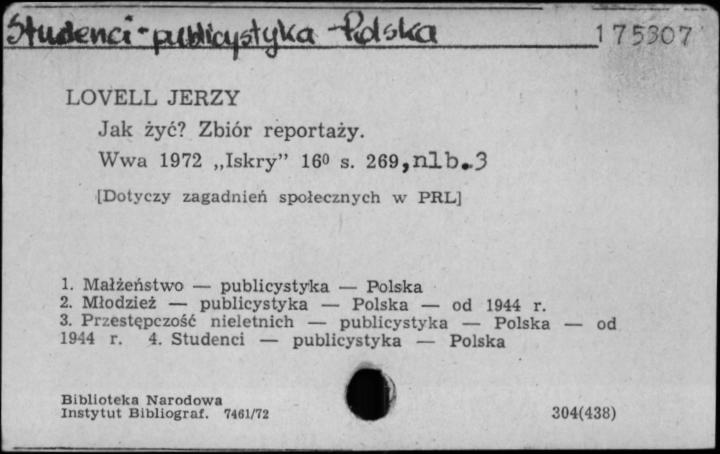 Studenci - publicystyka - Polska 175307
LOVELL JERZY
Jak żyć? Zbiór reportaży.
Wwa 1972 „Iskry” 16⁰ s. 269, nlb. 3
[Dotyczy zagadnień społecznych w PRL]
1. Małżeństwo — publicystyka — Polska
2. Młodzież — publicystyka — Polska — od 1944 r.
3. Przestępczość nieletnich — publicystyka — Polska — od
1944 r. 4. Studenci — publicystyka — Polska
Biblioteka Narodowa
Instytut Bibliograf. 7461/72 304(438)